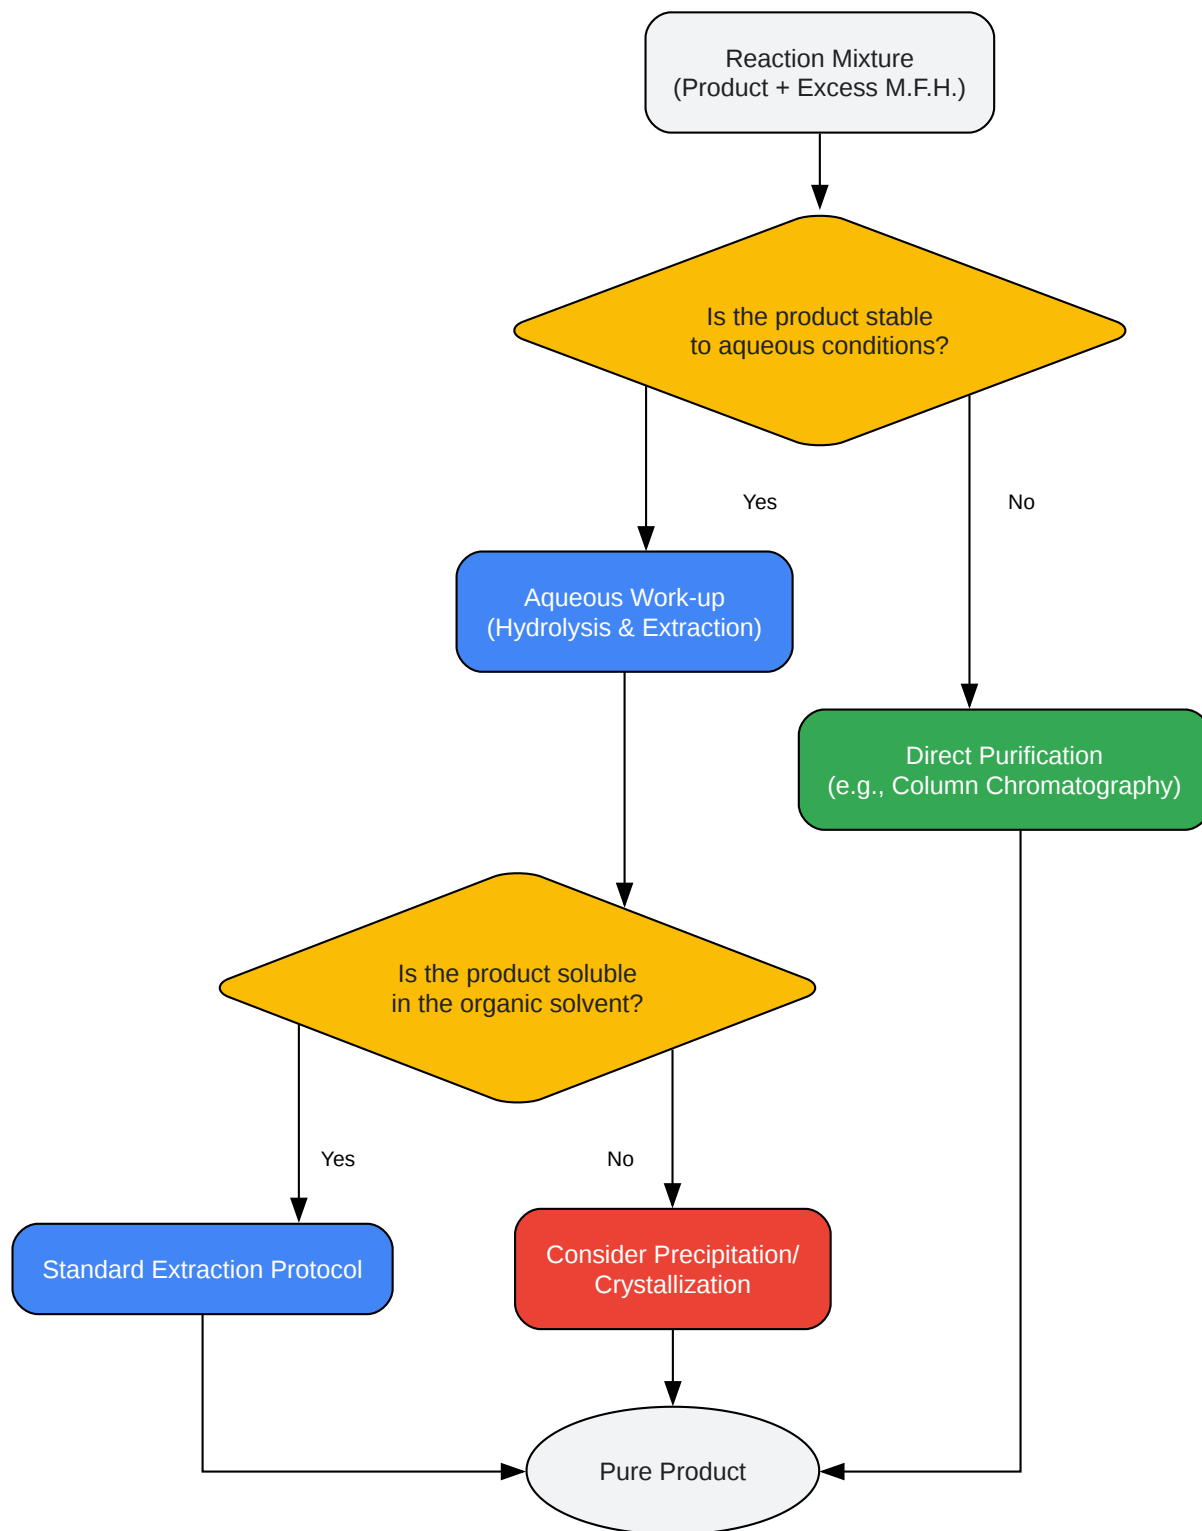 Reaction Mixture
(Product + Excess M.F.H.)
Is the product stable
to aqueous conditions?
Yes
No
Aqueous Work-up
(Hydrolysis & Extraction)
Direct Purification
(e.g., Column Chromatography)
Is the product soluble
in the organic solvent?
Yes
No
Standard Extraction Protocol
Consider Precipitation/
Crystallization
Pure Product